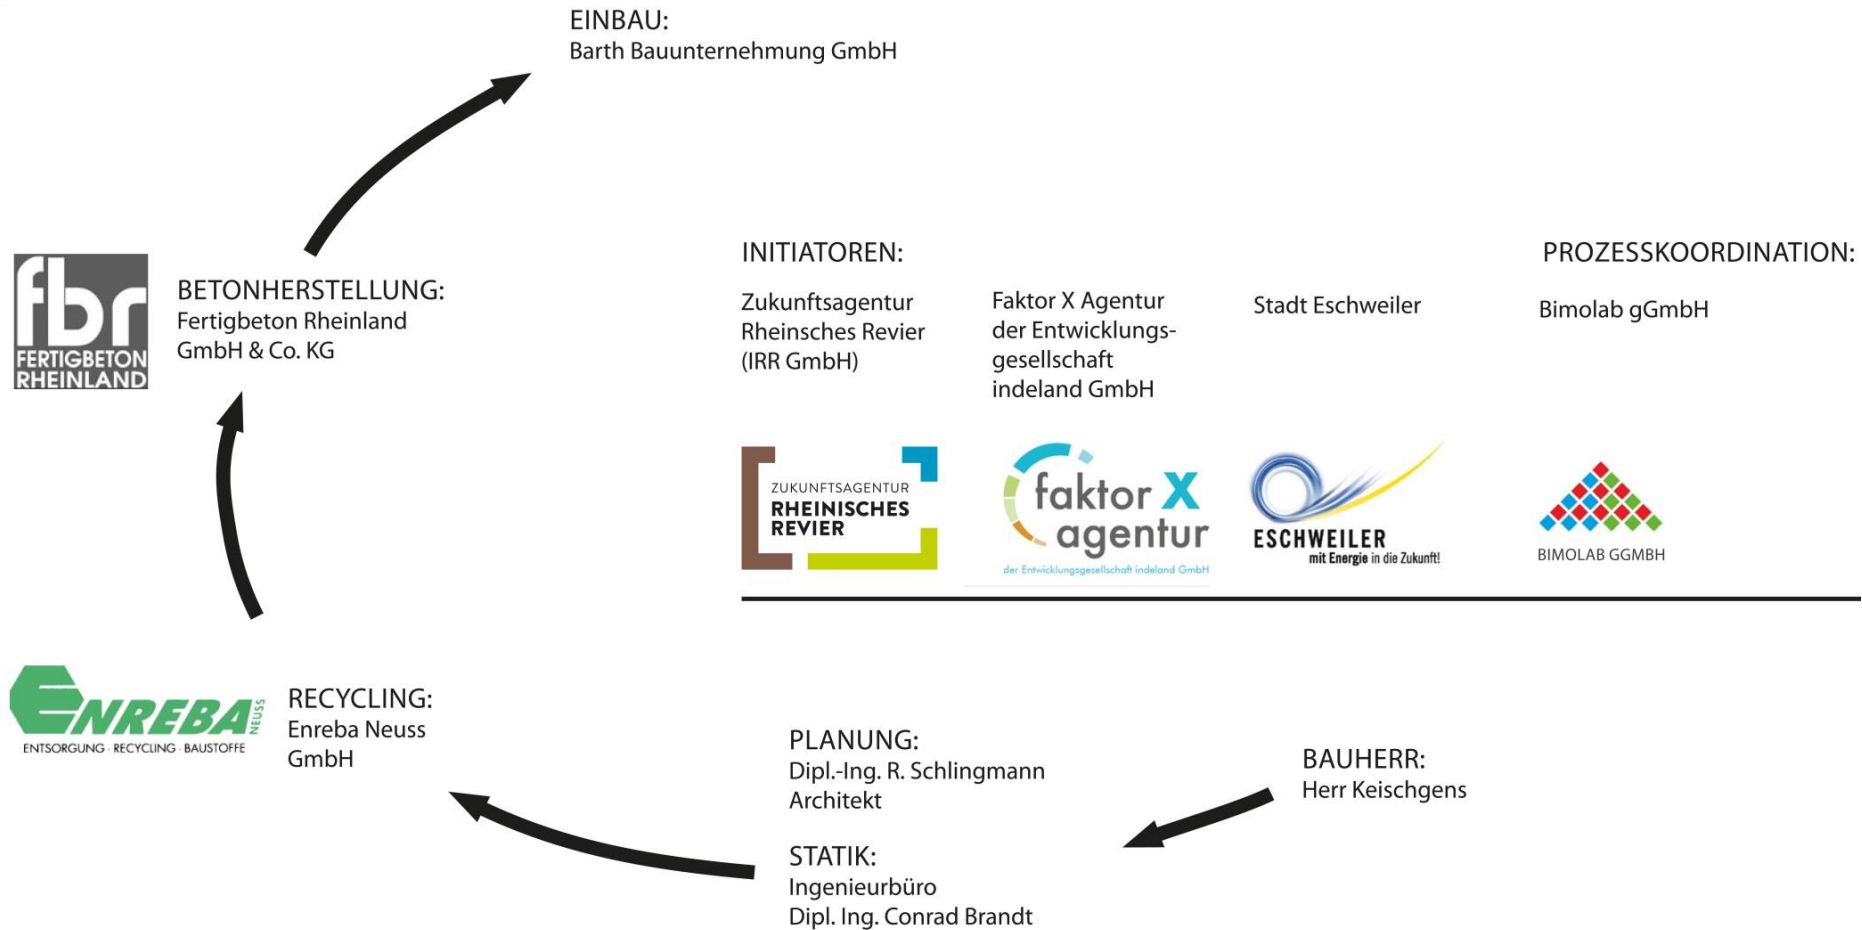 EINBAU:
Barth Bauunternehmung GmbH
fbr
FERTIGBETON
RHEINLAND
BETONHERSTELLUNG:
Fertigbeton Rheinland
GmbH & Co. KG
INITIATOREN:
Zukunftsagentur
Rheinsches Revier
(IRR GmbH)
Faktor X Agentur
der Entwicklungs-
gesellschaft
indeland GmbH
Stadt Eschweiler
PROZESSKOORDINATION:
Bimolab gGmbH
ZUKUNFTSAGENTUR
RHEINISCHES
REVIER
faktor X
agentur
der Entwicklungsgesellschaft indeland GmbH
ESCHWEILER
mit Energie in die Zukunft!
BIMOLAB GGMBH
ENREBA
NEUSS
ENTSORGUNG · RECYCLING · BAUSTOFFE
RECYCLING:
Enreba Neuss
GmbH
PLANUNG:
Dipl.-Ing. R. Schlingmann
Architekt
STATIK:
Ingenieurbüro
Dipl. Ing. Conrad Brandt
BAUHERR:
Herr Keischgens